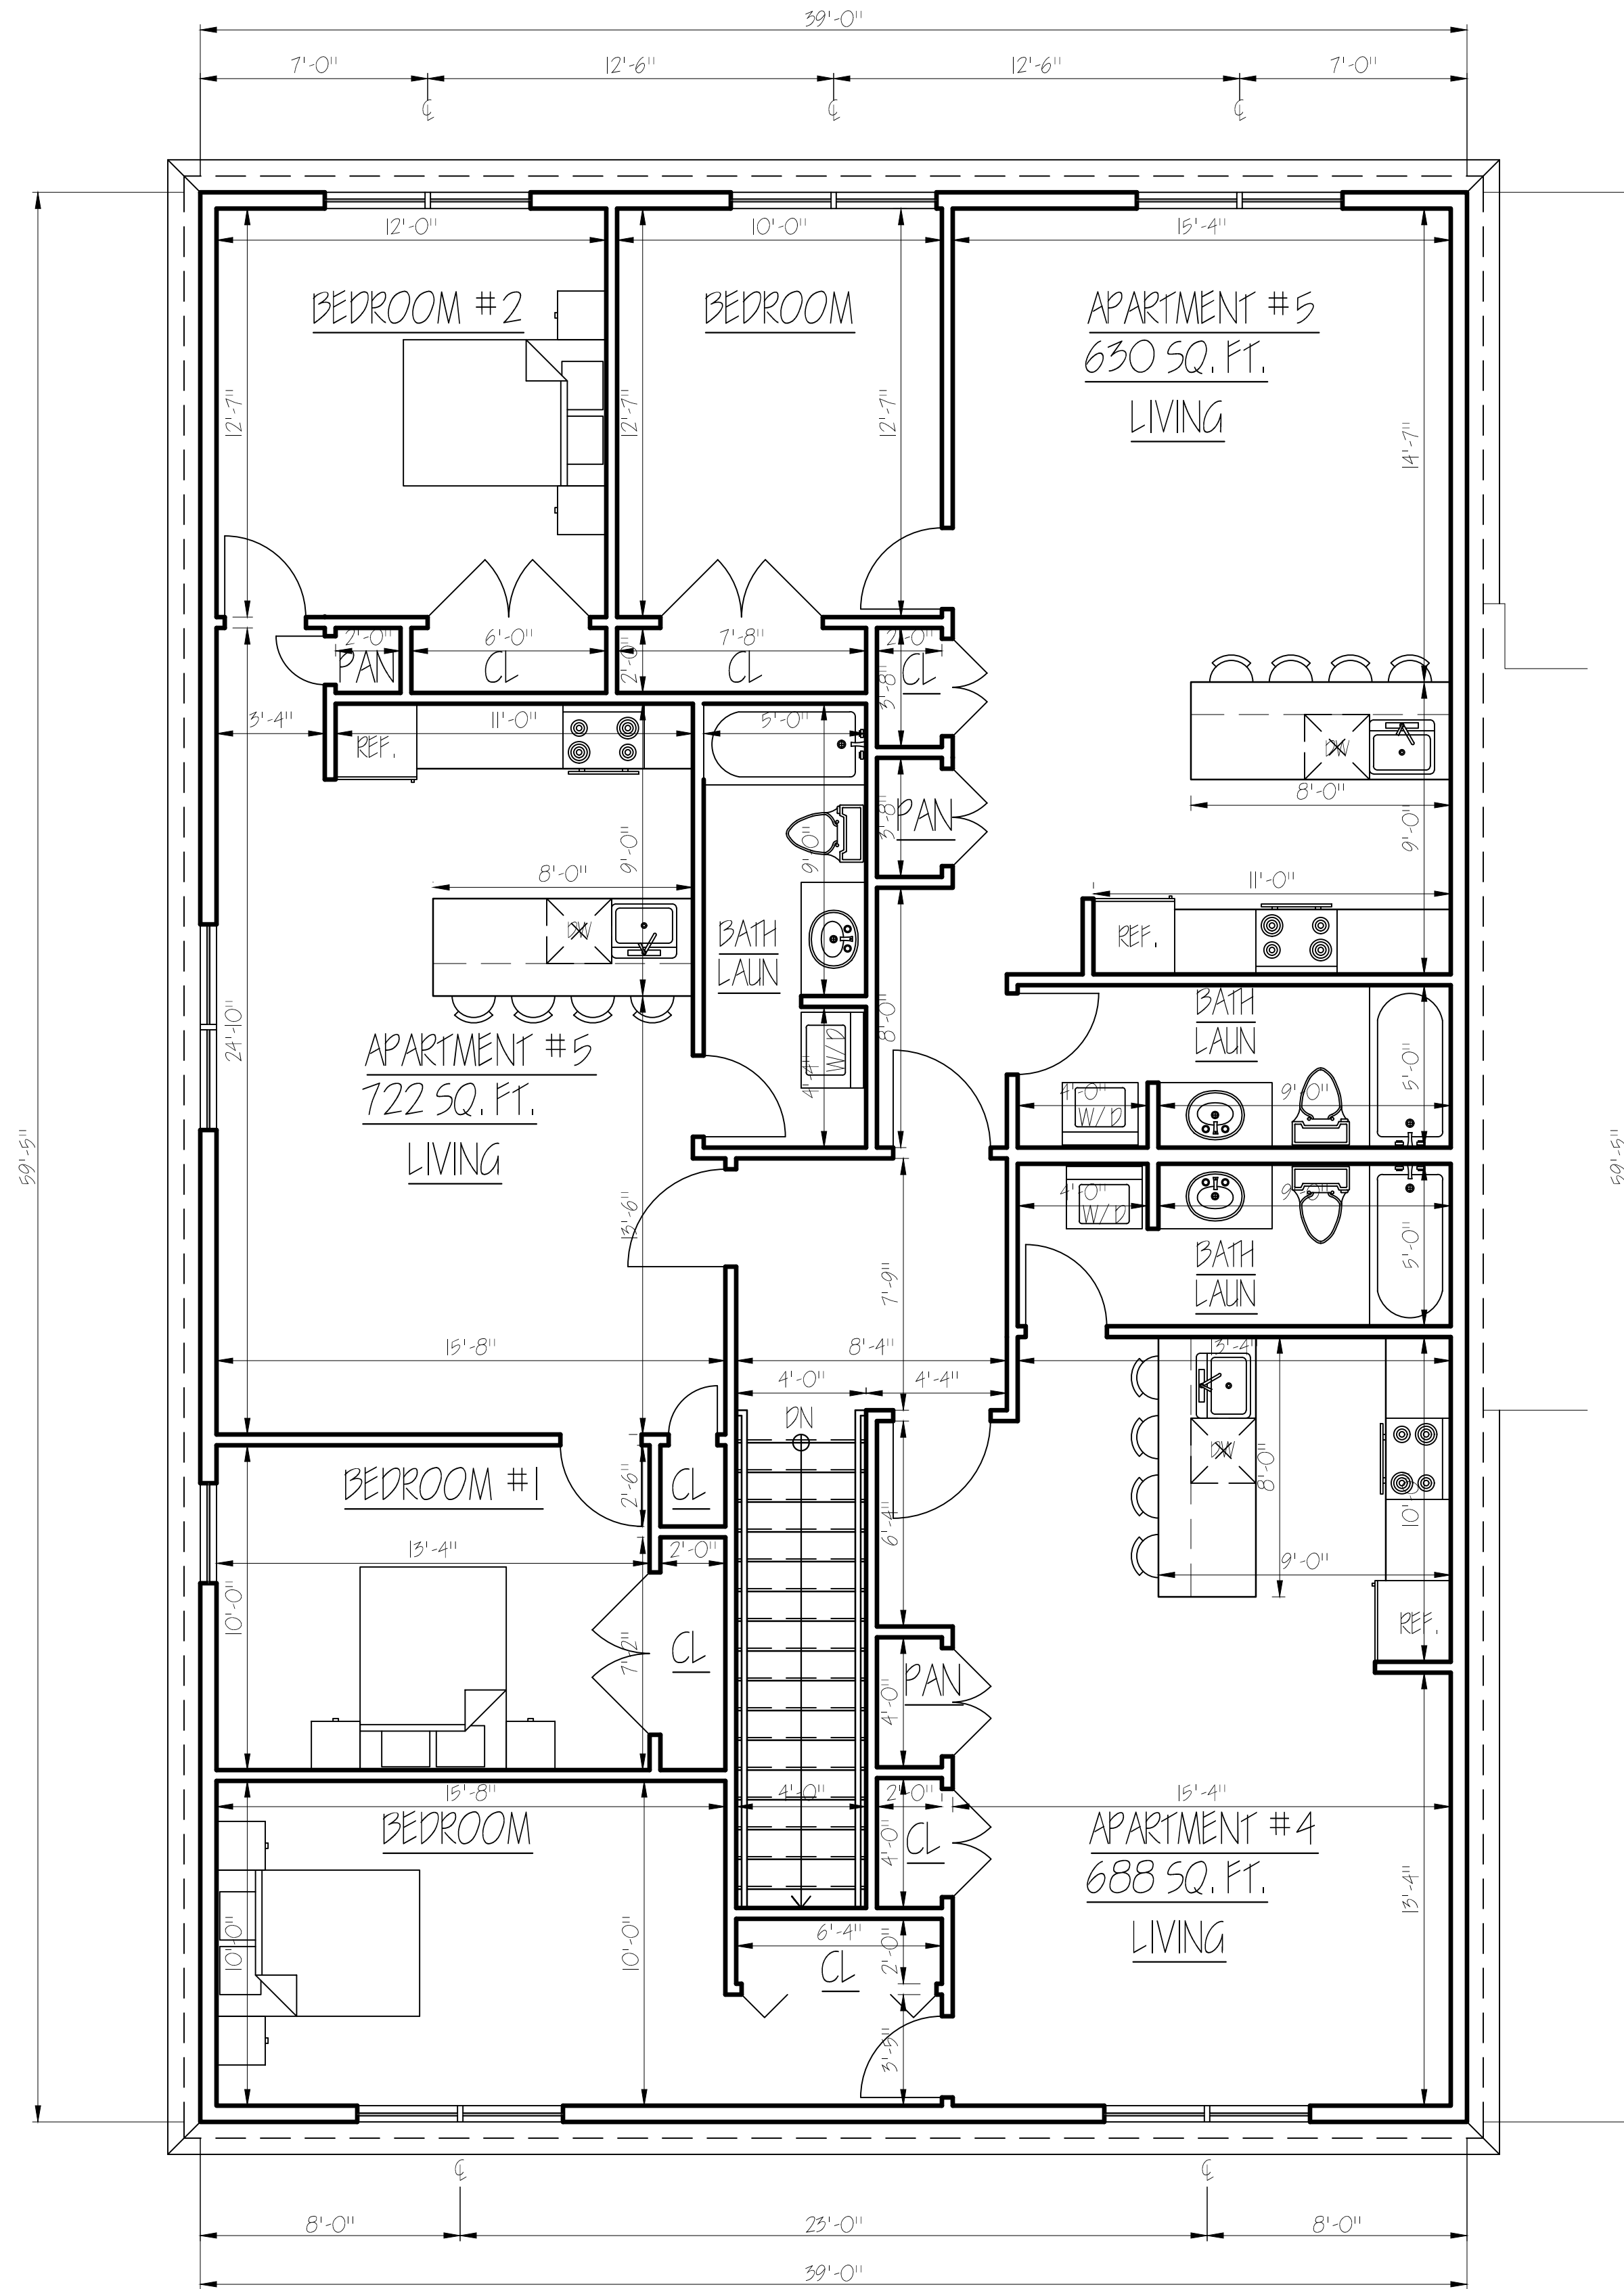 39'-0"
7'-0" 12'-6" 12'-6" 7'-0"
℄ ℄ ℄
12'-0" 10'-0" 15'-4"
BEDROOM #2 BEDROOM APARTMENT #5
630 SQ. FT.
LIVING
12'-7" 12'-7" 12'-7" 14'-7"
2'-0" 6'-0" 7'-8" 2'-0"
PAN CL CL CL
2'-0" 3'-8"
3'-4" 11'-0" 5'-0"
REF.
DW
8'-0"
PAN
3'-8"
9'-0" 9'-0" 9'-0"
8'-0" 11'-0"
DW
BATH
LAUN
REF.
24'-10" 8'-0"
BATH
LAUN
APARTMENT #5
722 SQ. FT.
LIVING
W/D
4'-4"
5'-0"
4'-0" 9'-0"
W/D
59'-5" 59'-5"
4'-0" 9'-0"
W/D
13'-6"
BATH
LAUN
5'-0"
7'-9"
15'-8" 8'-4" 13'-4"
4'-0" 4'-4"
DN
DW
BEDROOM #1 CL
2'-6" 8'-0"
6'-4" 10'-0"
13'-4" 2'-0" 9'-0"
10'-0"
REF.
CL
7'-2"
PAN
4'-0"
15'-8" 4'-0" 2'-0" 15'-4"
BEDROOM CL APARTMENT #4
4'-0"
688 SQ. FT.
LIVING
13'-4"
6'-4"
10'-0" 10'-0" 2'-0"
CL
3'-5"
℄ ℄
8'-0" 23'-0" 8'-0"
39'-0"